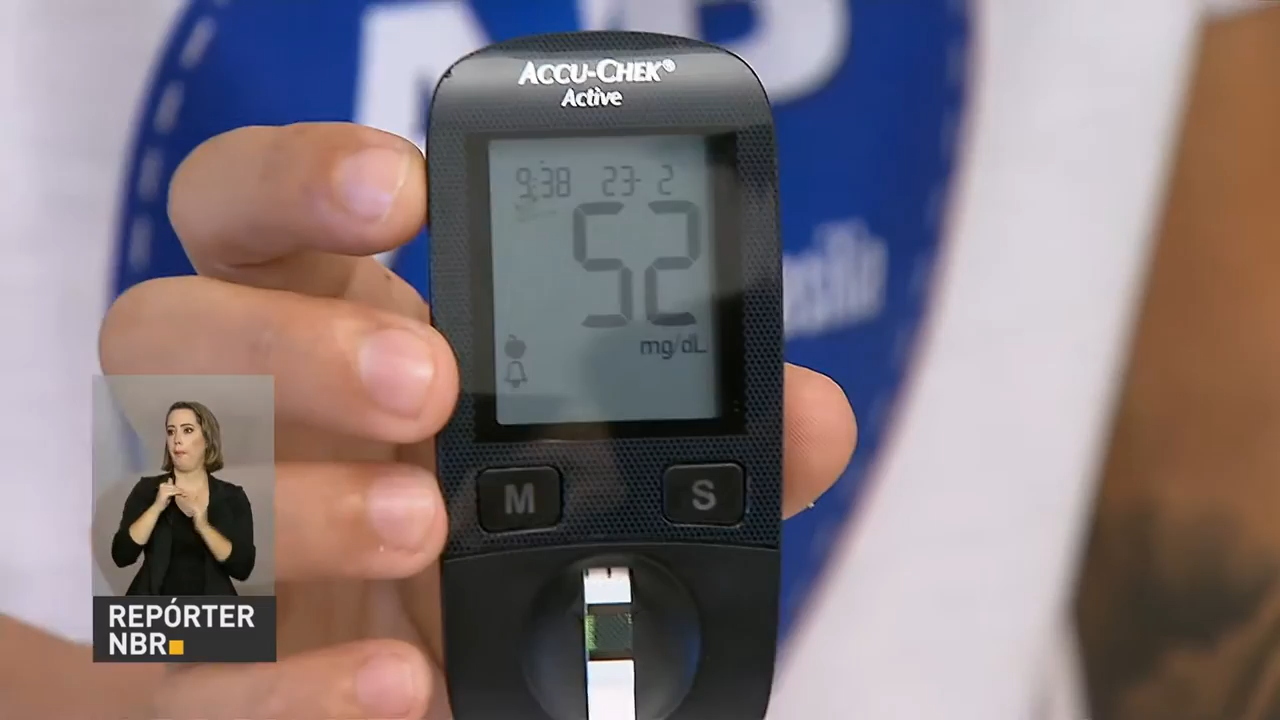 ACCU-CHEK®
Active
9:38 23- 2
52
mg/dL
M
S
REPÓRTER
NBR